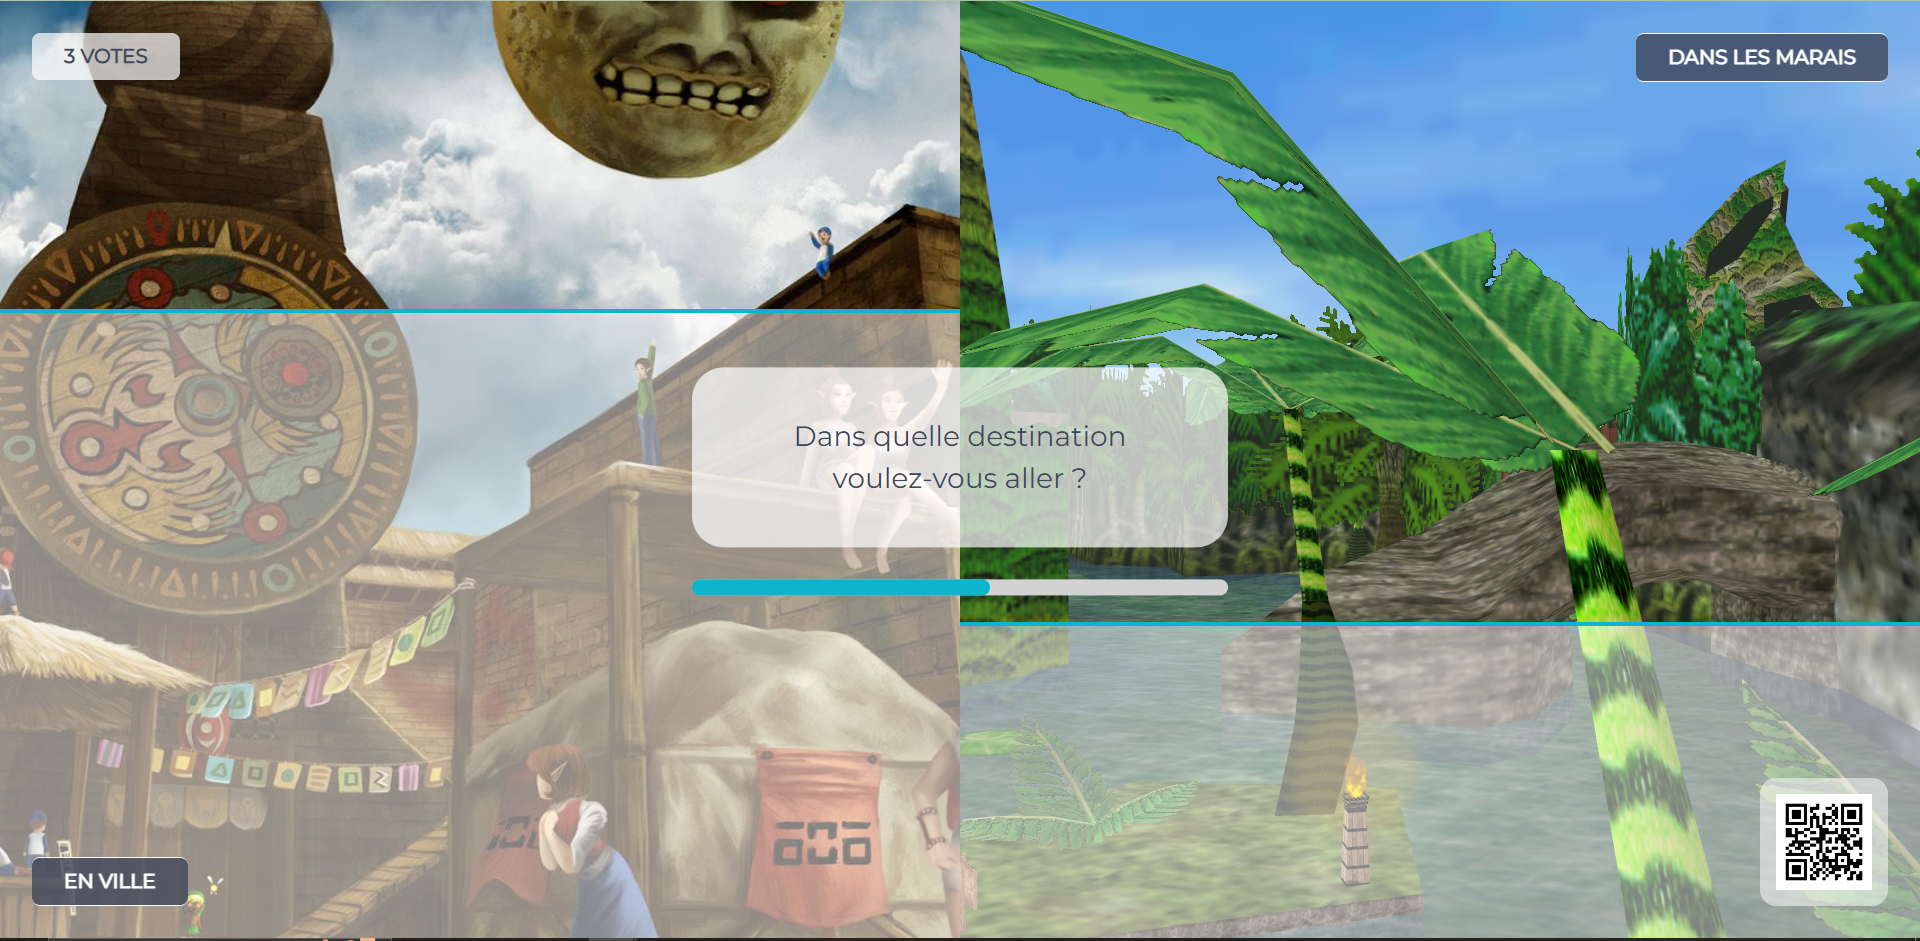 3 VOTES
DANS LES MARAIS
Dans quelle destination
voulez-vous aller ?
EN VILLE